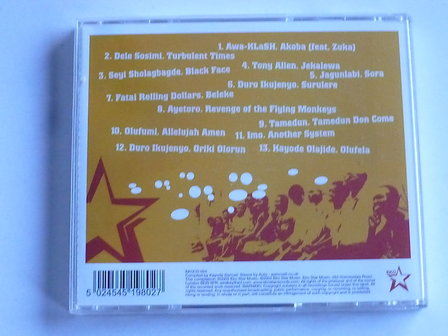 1. Awa-KLaSH. Akoba (feat. Zuka)
2. Dele Sosimi. Turbulent Times
4. Tony Allen. Jekalewa
3. Seyi Sholagbagde. Black Face
5. Jagunlabi. Sora
6. Duro Ikujenyo. Surulere
7. Fatai Rolling Dollars. Beleke
8. Ayetoro. Revenge of the Flying Monkeys
9. Tamedun. Tamedun Don Come
10. Olufumi. Allelujah Amen
11. Imo. Another System
12. Duro Ikujenyo. Oriki Olorun
13. Kayode Olajide. Olufela
5 024545 198027